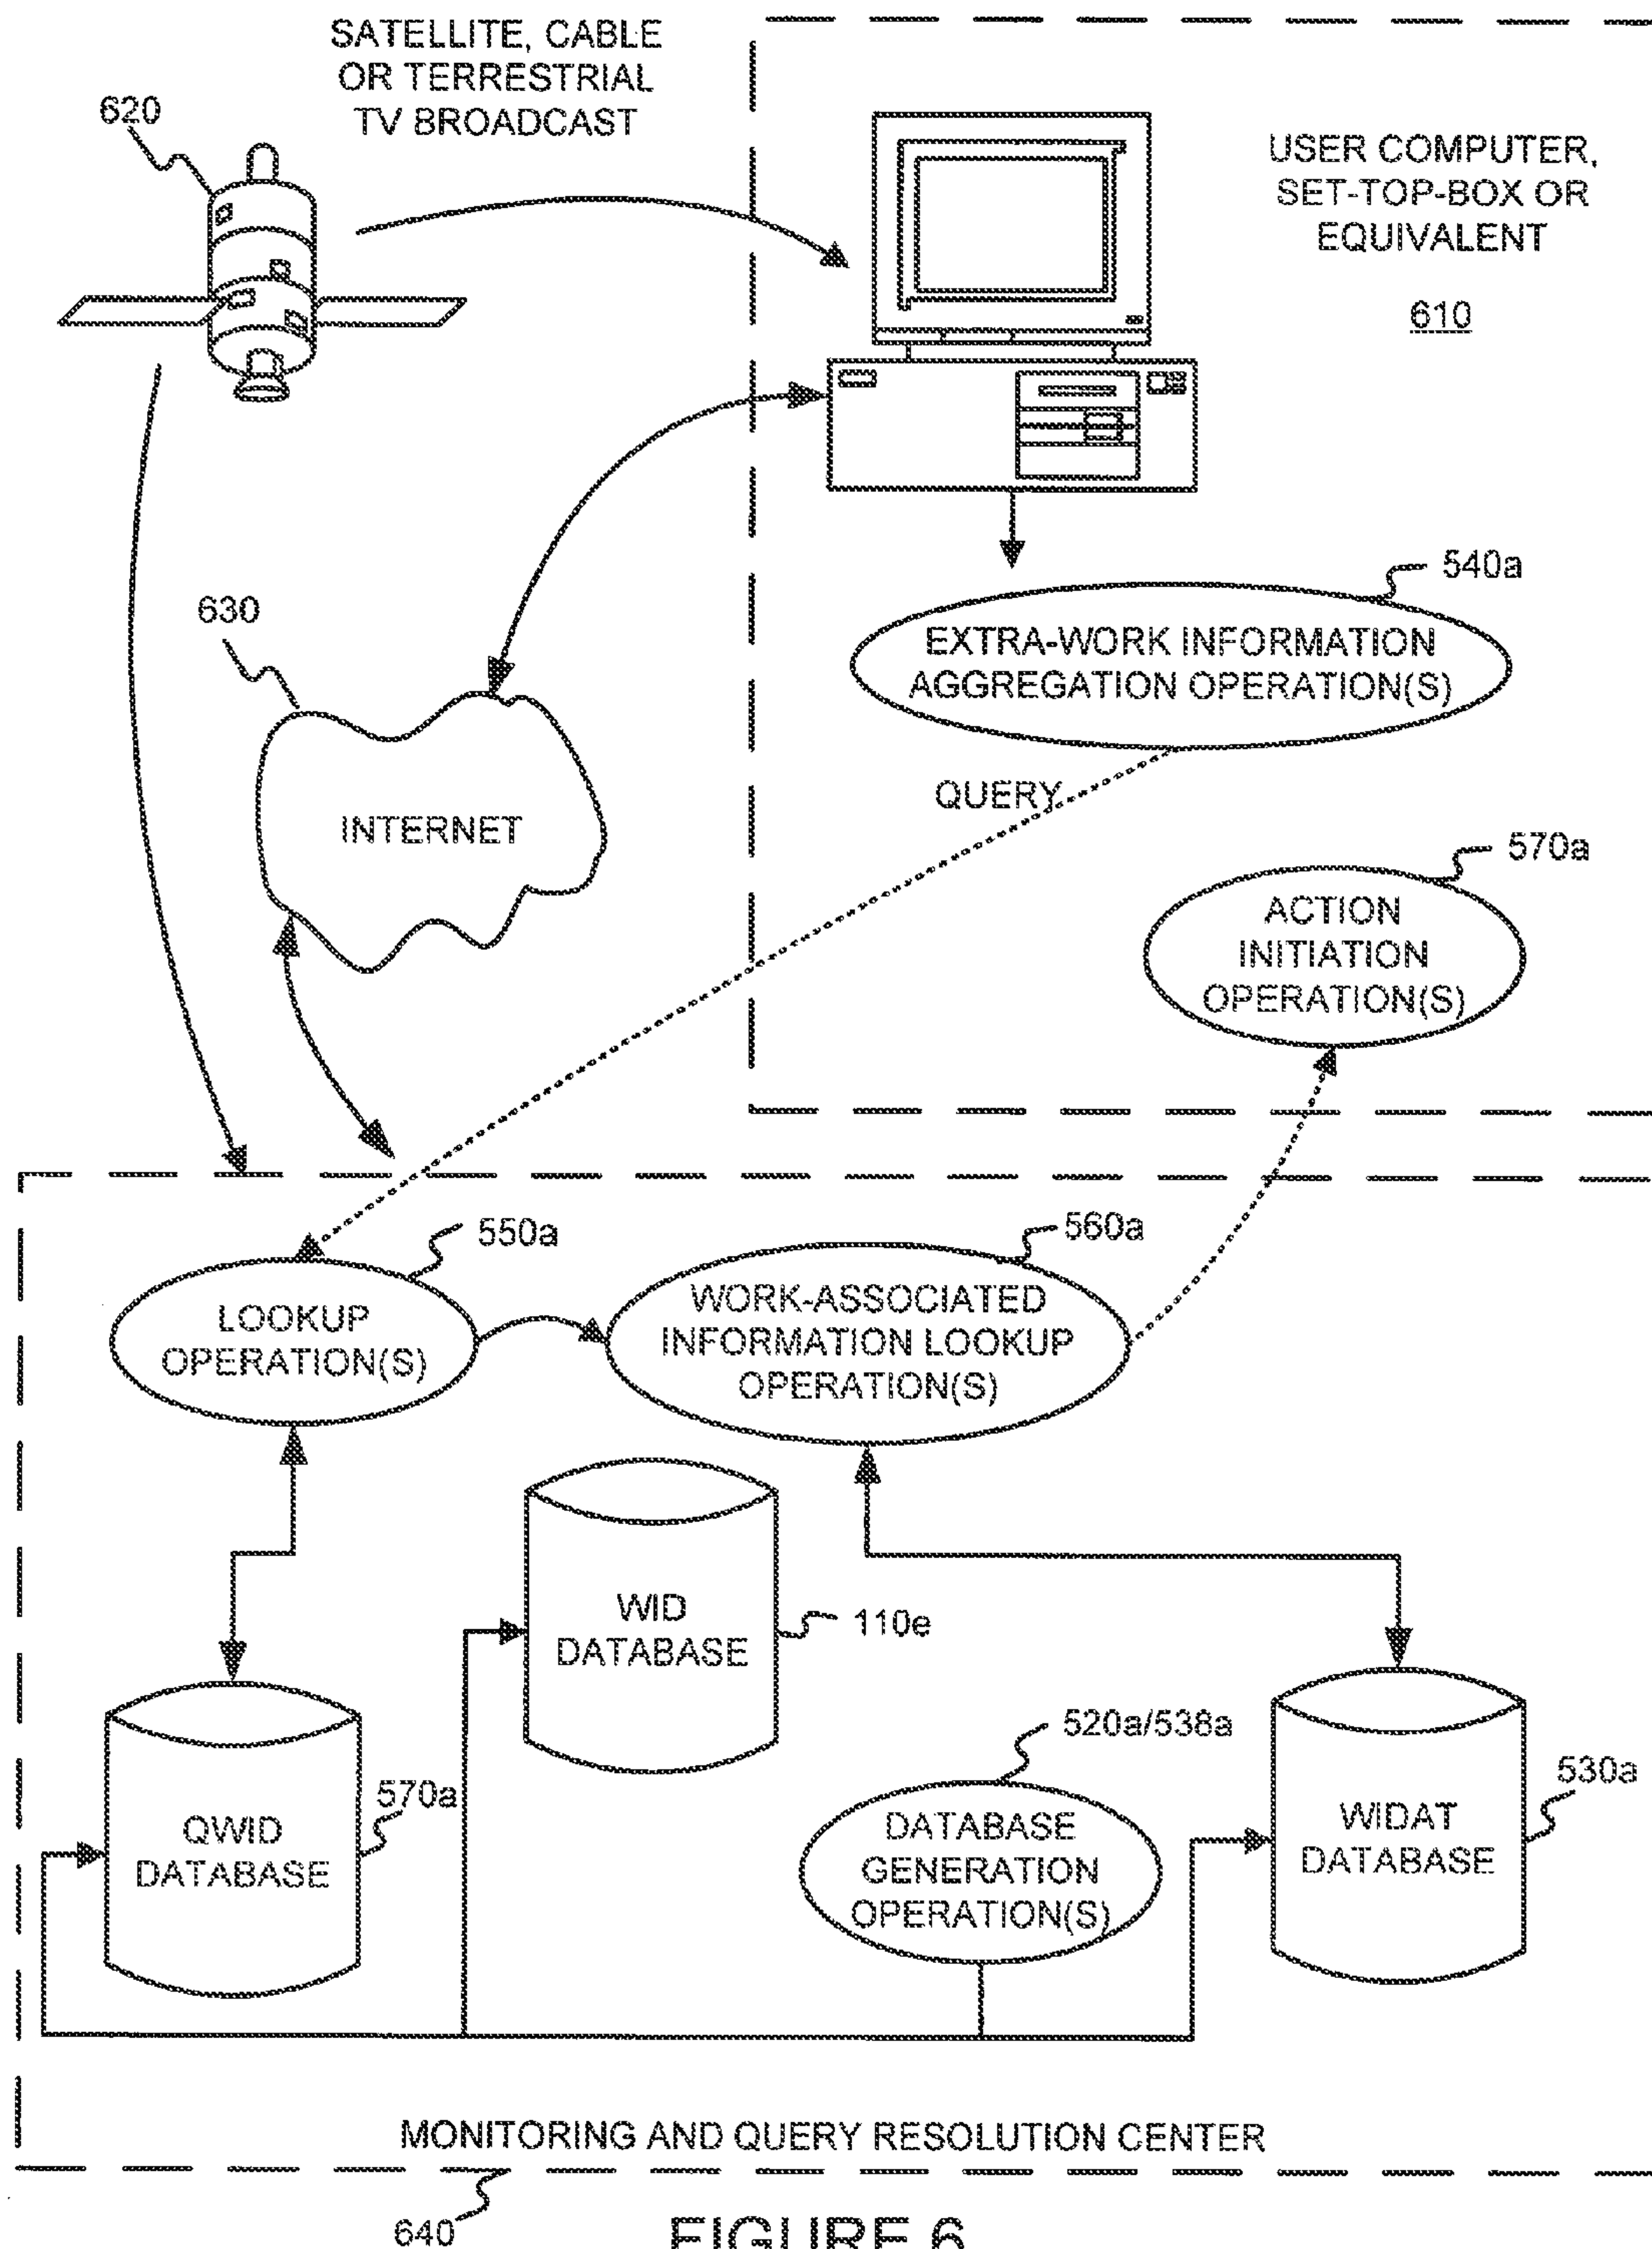 SATELLITE, CABLE
OR TERRESTRIAL
TV BROADCAST
620
USER COMPUTER,
SET-TOP-BOX OR
EQUIVALENT
610
540a
EXTRA-WORK INFORMATION
AGGREGATION OPERATION(S)
630
INTERNET
QUERY
570a
ACTION
INITIATION
OPERATION(S)
550a
LOOKUP
OPERATION(S)
560a
WORK-ASSOCIATED
INFORMATION LOOKUP
OPERATION(S)
WID
DATABASE
110e
520a/538a
DATABASE
GENERATION
OPERATION(S)
530a
WIDAT
DATABASE
570a
QWID
DATABASE
MONITORING AND QUERY RESOLUTION CENTER
640
FIGURE 6